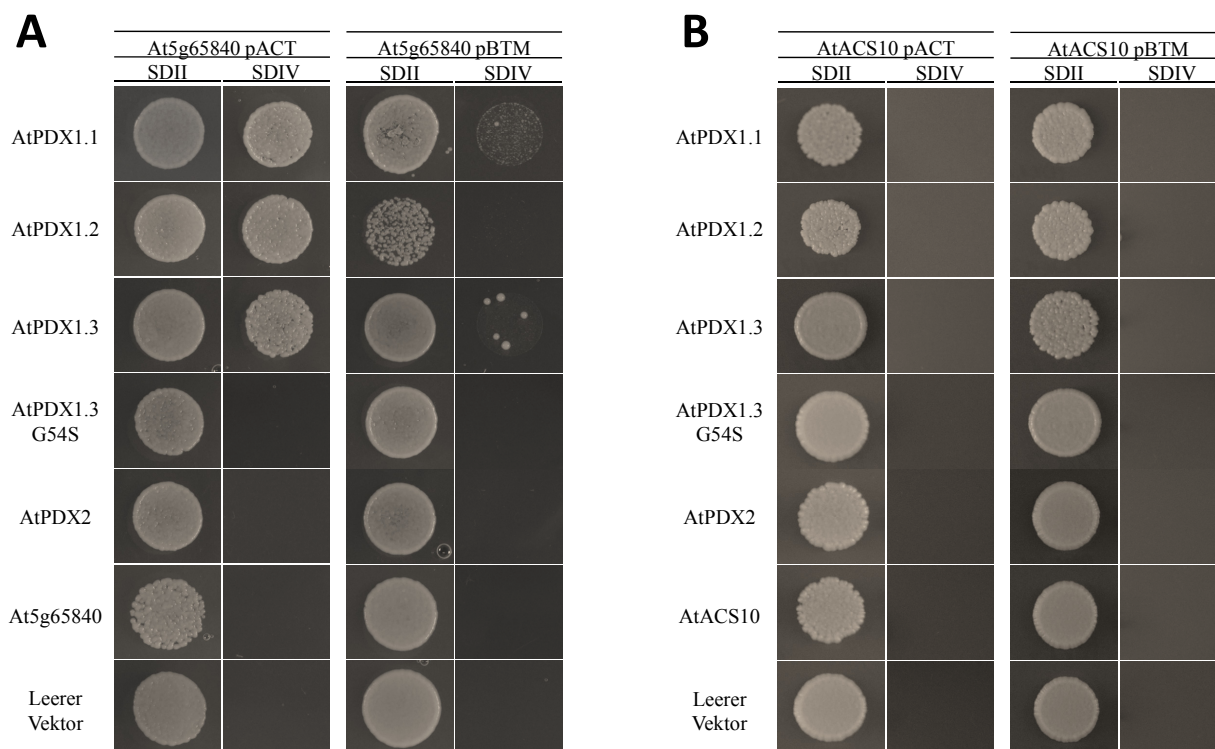 A
At5g65840 pACT
At5g65840 pBTM
SDII
SDIV
SDII
SDIV
AtPDX1.1
AtPDX1.2
AtPDX1.3
AtPDX1.3
G54S
AtPDX2
At5g65840
Leerer
Vektor
B
AtACS10 pACT
AtACS10 pBTM
SDII
SDIV
SDII
SDIV
AtPDX1.1
AtPDX1.2
AtPDX1.3
AtPDX1.3
G54S
AtPDX2
AtACS10
Leerer
Vektor